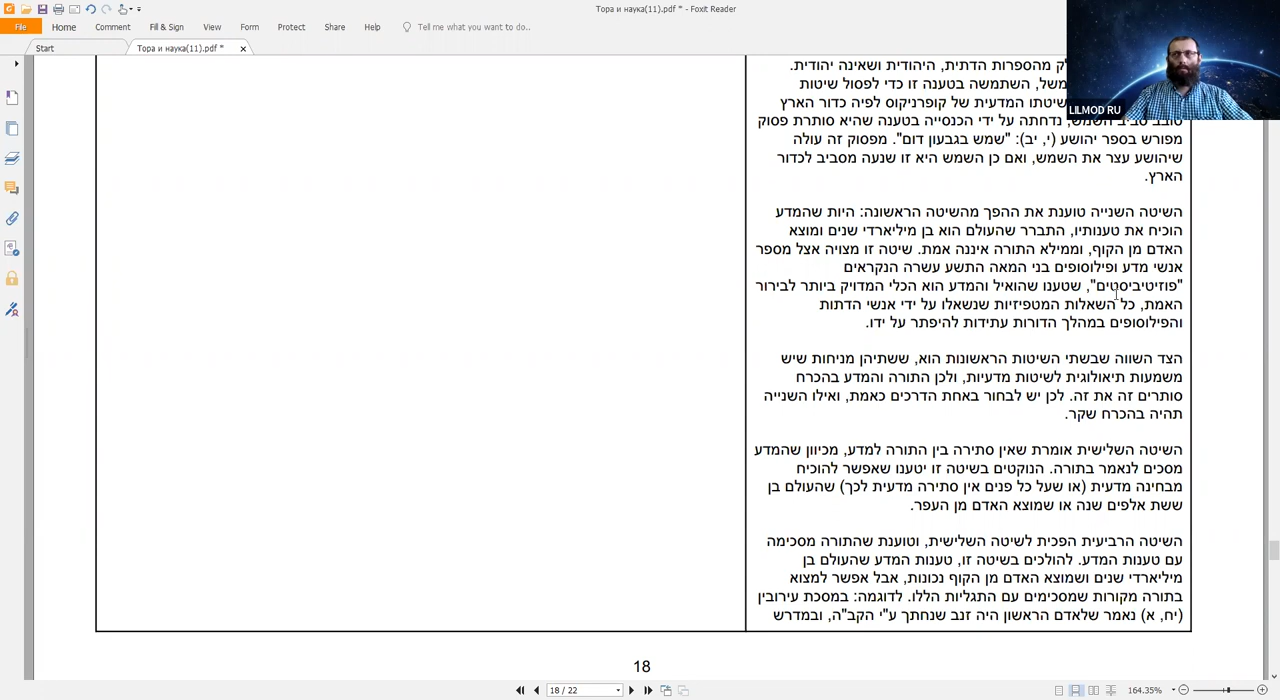 Тора и наука(11).pdf * - Foxit Reader
File Home Comment Fill & Sign View Form Protect Share Help Tell me what you want to do..
Start Тора и наука(11).pdf *
LILMOD RU
ק מהספרות הדתית, היהודית ושאינה יהודית.
משל, השתמשה בטענה זו כדי לפסול שיטות
שיטתו המדעית של קופרניקוס לפיה כדור הארץ
סובב סביב השמש, נדחתה על ידי הכנסייה בטענה שהיא סותרת פסוק
מפורש בספר יהושע (י, יב): "שמש בגבעון דום". מפסוק זה עולה
שיהושע עצר את השמש, ואם כן השמש היא זו שנעה מסביב לכדור
הארץ.
השיטה השנייה טוענת את ההפך מהשיטה הראשונה: היות שהמדע
הוכיח את טענותיו, התברר שהעולם הוא בן מיליארדי שנים ומוצא
האדם מן הקוף, וממילא התורה איננה אמת. שיטה זו מצויה אצל מספר
אנשי מדע ופילוסופים בני המאה התשע עשרה הנקראים
"פוזיטיביסטים", שטענו שהואיל והמדע הוא הכלי המדויק ביותר לבירור
האמת, כל השאלות המטפיזיות שנשאלו על ידי אנשי הדתות
והפילוסופים במהלך הדורות עתידות להיפתר על ידו.
הצד השווה שבשתי השיטות הראשונות הוא, ששתיהן מניחות שיש
משמעות תיאולוגית לשיטות מדעיות, ולכן התורה והמדע בהכרח
סותרים זה את זה. לכן יש לבחור באחת הדרכים כאמת, ואילו השנייה
תהיה בהכרח שקר.
השיטה השלישית אומרת שאין סתירה בין התורה למדע, מכיוון שהמדע
מסכים לנאמר בתורה. הנוקטים בשיטה זו יטענו שאפשר להוכיח
מבחינה מדעית (או שעל כל פנים אין סתירה מדעית לכך) שהעולם בן
ששת אלפים שנה או שמוצא האדם מן העפר.
השיטה הרביעית הפכית לשיטה השלישית, וטוענת שהתורה מסכימה
עם טענות המדע. להולכים בשיטה זו, טענות המדע שהעולם בן
מיליארדי שנים ושמוצא האדם מן הקוף נכונות, אבל אפשר למצוא
בתורה מקורות שמסכימים עם התגליות הללו. לדוגמה: במסכת עירובין
(יח, א) נאמר שלאדם הראשון היה זנב שנחתך ע"י הקב"ה, ובמדרש
18
18 / 22
164.35%